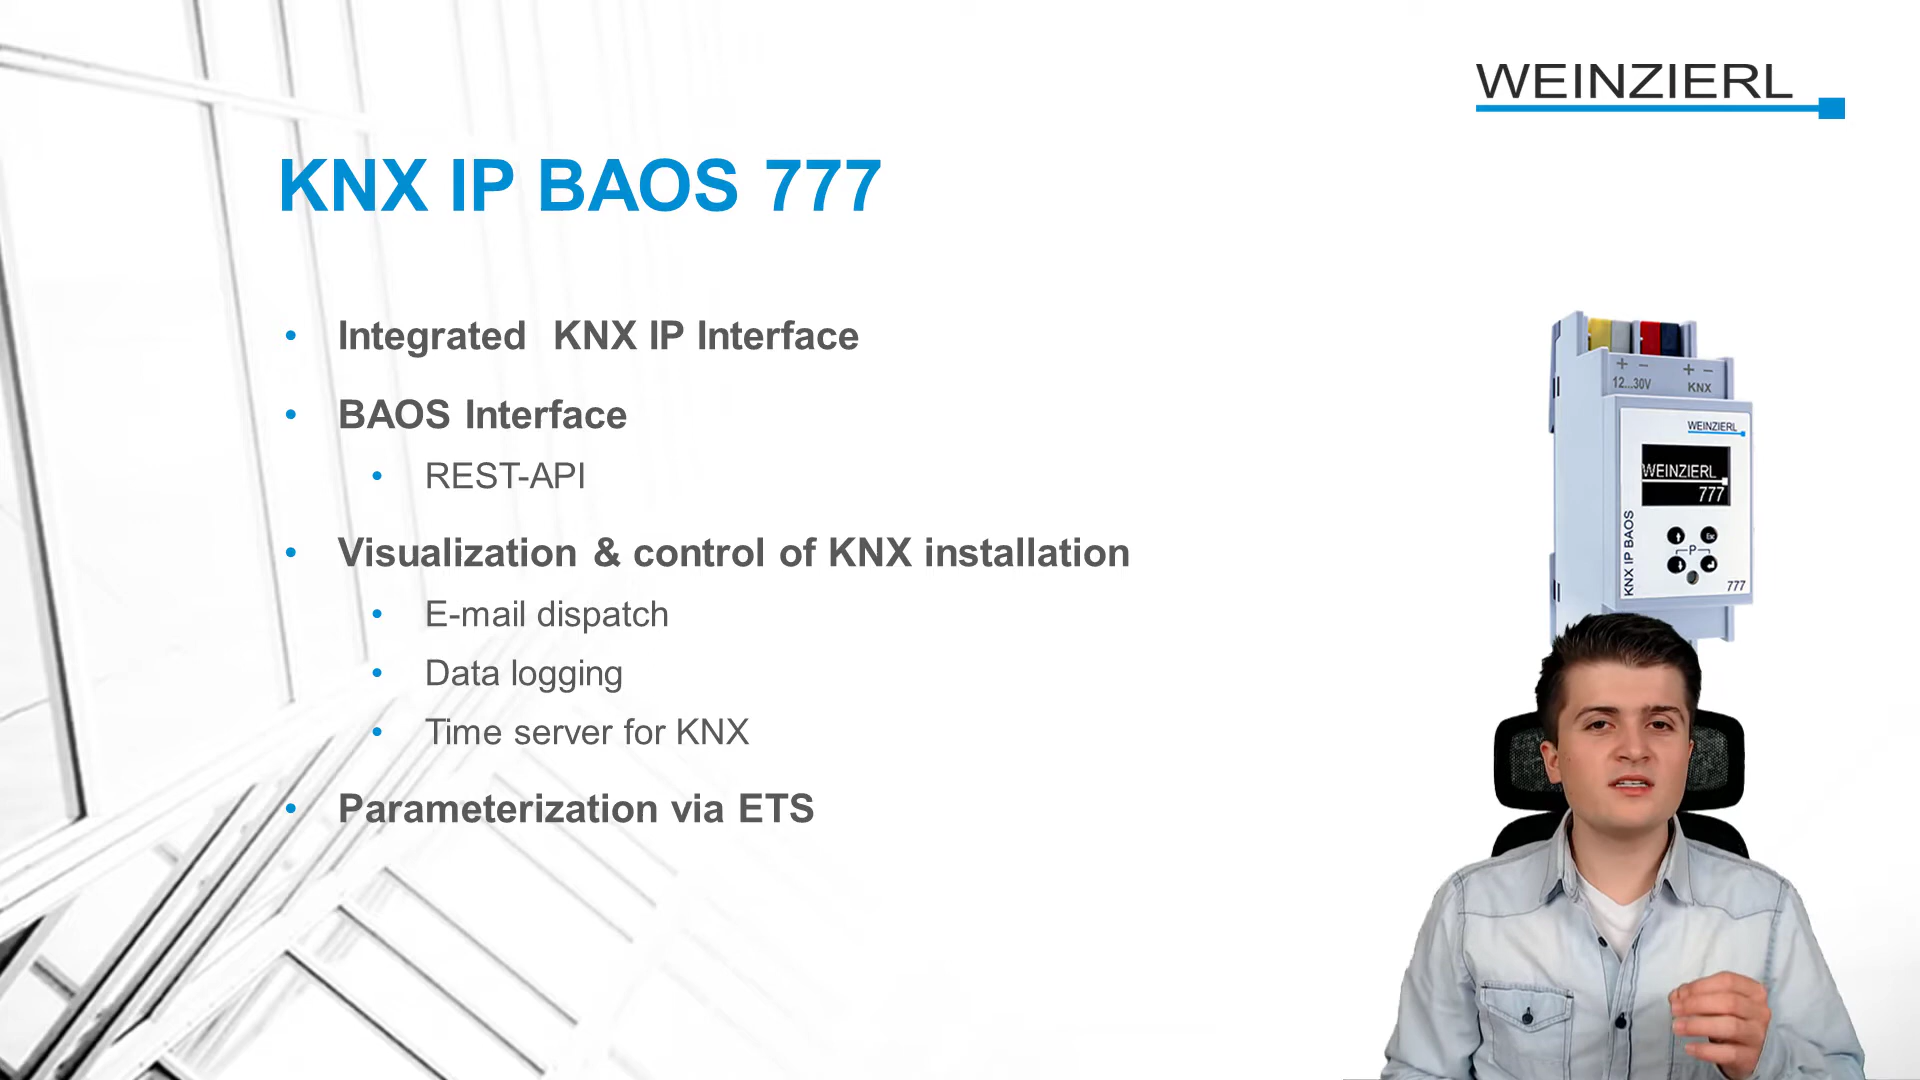 WEINZIERL
KNX IP BAOS 777
• Integrated KNX IP Interface
• BAOS Interface
• REST-API
• Visualization & control of KNX installation
• E-mail dispatch
• Data logging
• Time server for KNX
• Parameterization via ETS
+ − + −
12...30V KNX
WEINZIERL
WEINZIERL
777
KNX IP BAOS
Esc
P
777